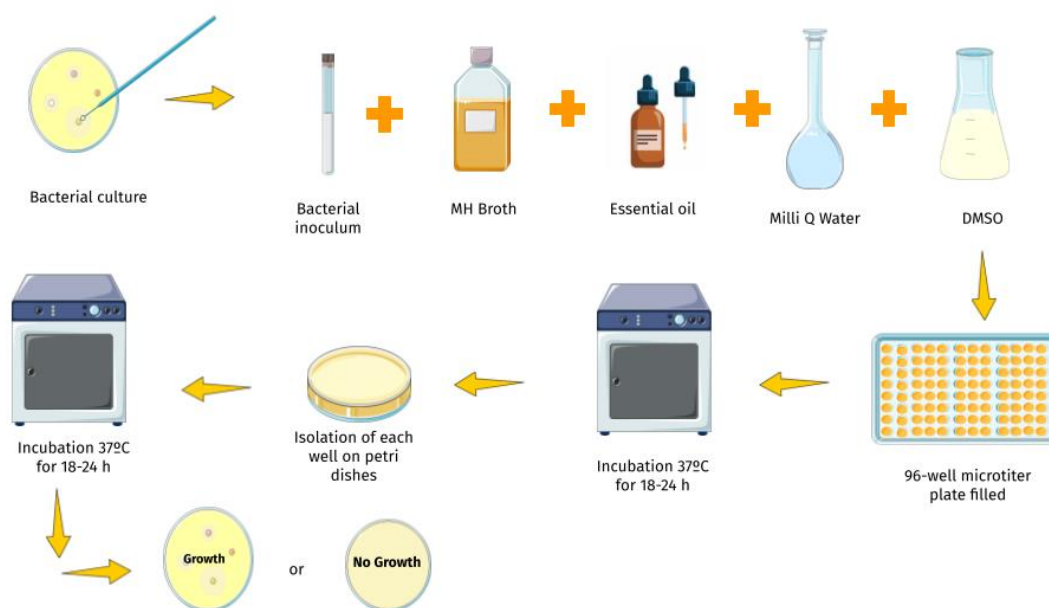 Bacterial culture
Bacterial
inoculum
MH Broth
Essential oil
Milli Q Water
DMSO
96-well microtiter
plate filled
Incubation 37ºC
for 18-24 h
Isolation of each
well on petri
dishes
Incubation 37ºC
for 18-24 h
Growth
or
No Growth